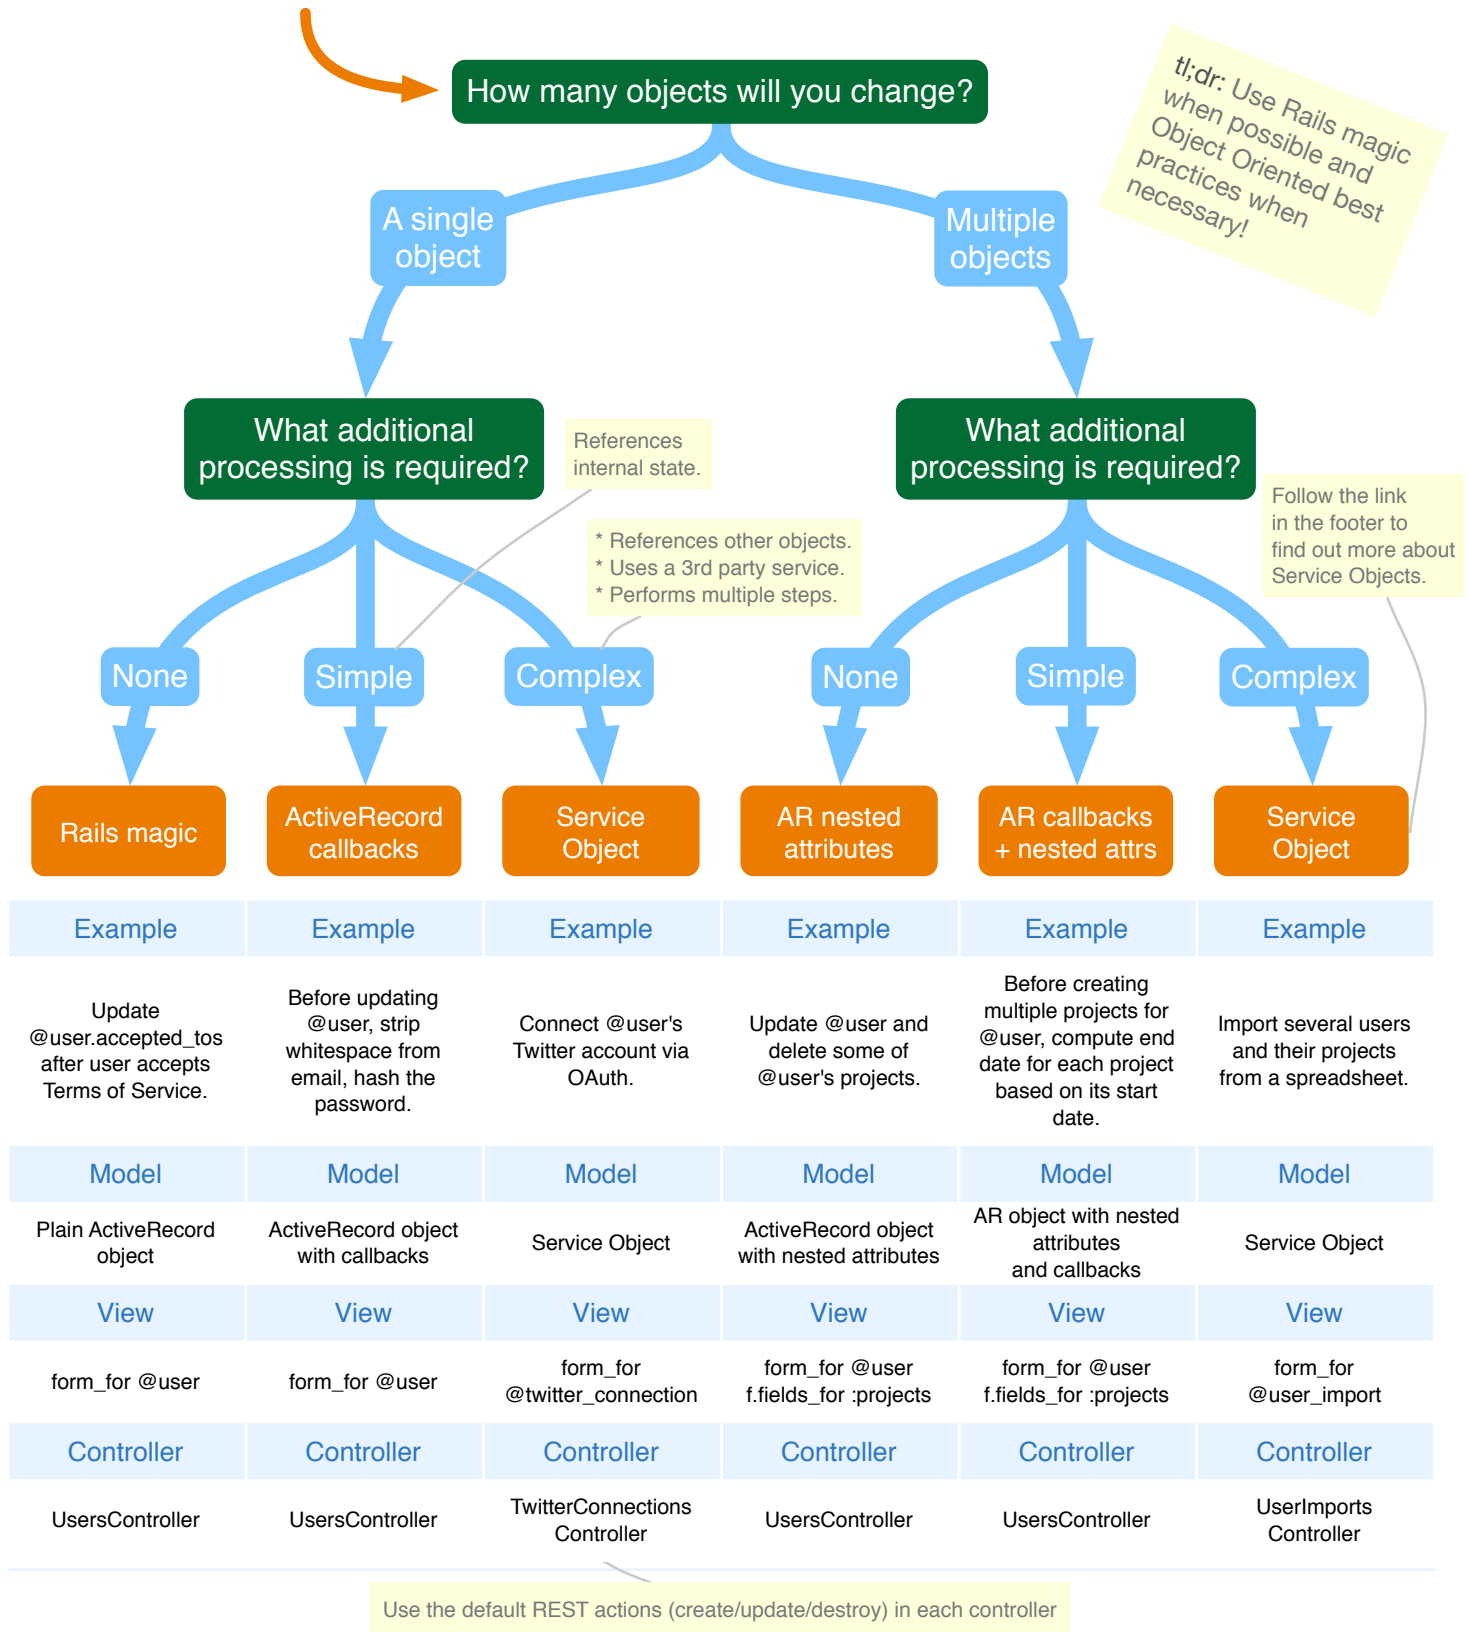 How many objects will you change?
tl;dr: Use Rails magic
when possible and
Object Oriented best
practices when
necessary!
A single
object
Multiple
objects
What additional
processing is required?
References
internal state.
* References other objects.
* Uses a 3rd party service.
* Performs multiple steps.
What additional
processing is required?
Follow the link
in the footer to
find out more about
Service Objects.
None
Simple
Complex
None
Simple
Complex
Rails magic
ActiveRecord
callbacks
Service
Object
AR nested
attributes
AR callbacks
+ nested attrs
Service
Object
Example
Example
Example
Example
Example
Example
Update
@user.accepted_tos
after user accepts
Terms of Service.
Before updating
@user, strip
whitespace from
email, hash the
password.
Connect @user's
Twitter account via
OAuth.
Update @user and
delete some of
@user's projects.
Before creating
multiple projects for
@user, compute end
date for each project
based on its start
date.
Import several users
and their projects
from a spreadsheet.
Model
Model
Model
Model
Model
Model
Plain ActiveRecord
object
ActiveRecord object
with callbacks
Service Object
ActiveRecord object
with nested attributes
AR object with nested
attributes
and callbacks
Service Object
View
View
View
View
View
View
form_for @user
form_for @user
form_for
@twitter_connection
form_for @user
f.fields_for :projects
form_for @user
f.fields_for :projects
form_for
@user_import
Controller
Controller
Controller
Controller
Controller
Controller
UsersController
UsersController
TwitterConnections
Controller
UsersController
UsersController
UserImports
Controller
Use the default REST actions (create/update/destroy) in each controller